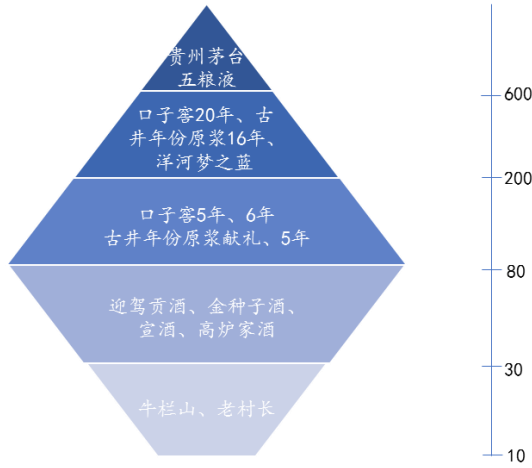 贵州茅台
五粮液
600
口子窖20年、古
井年份原浆16年、
洋河梦之蓝
200
口子窖5年、6年
古井年份原浆献礼、5年
80
迎驾贡酒、金种子酒、
宣酒、高炉家酒
30
牛栏山、老村长
10